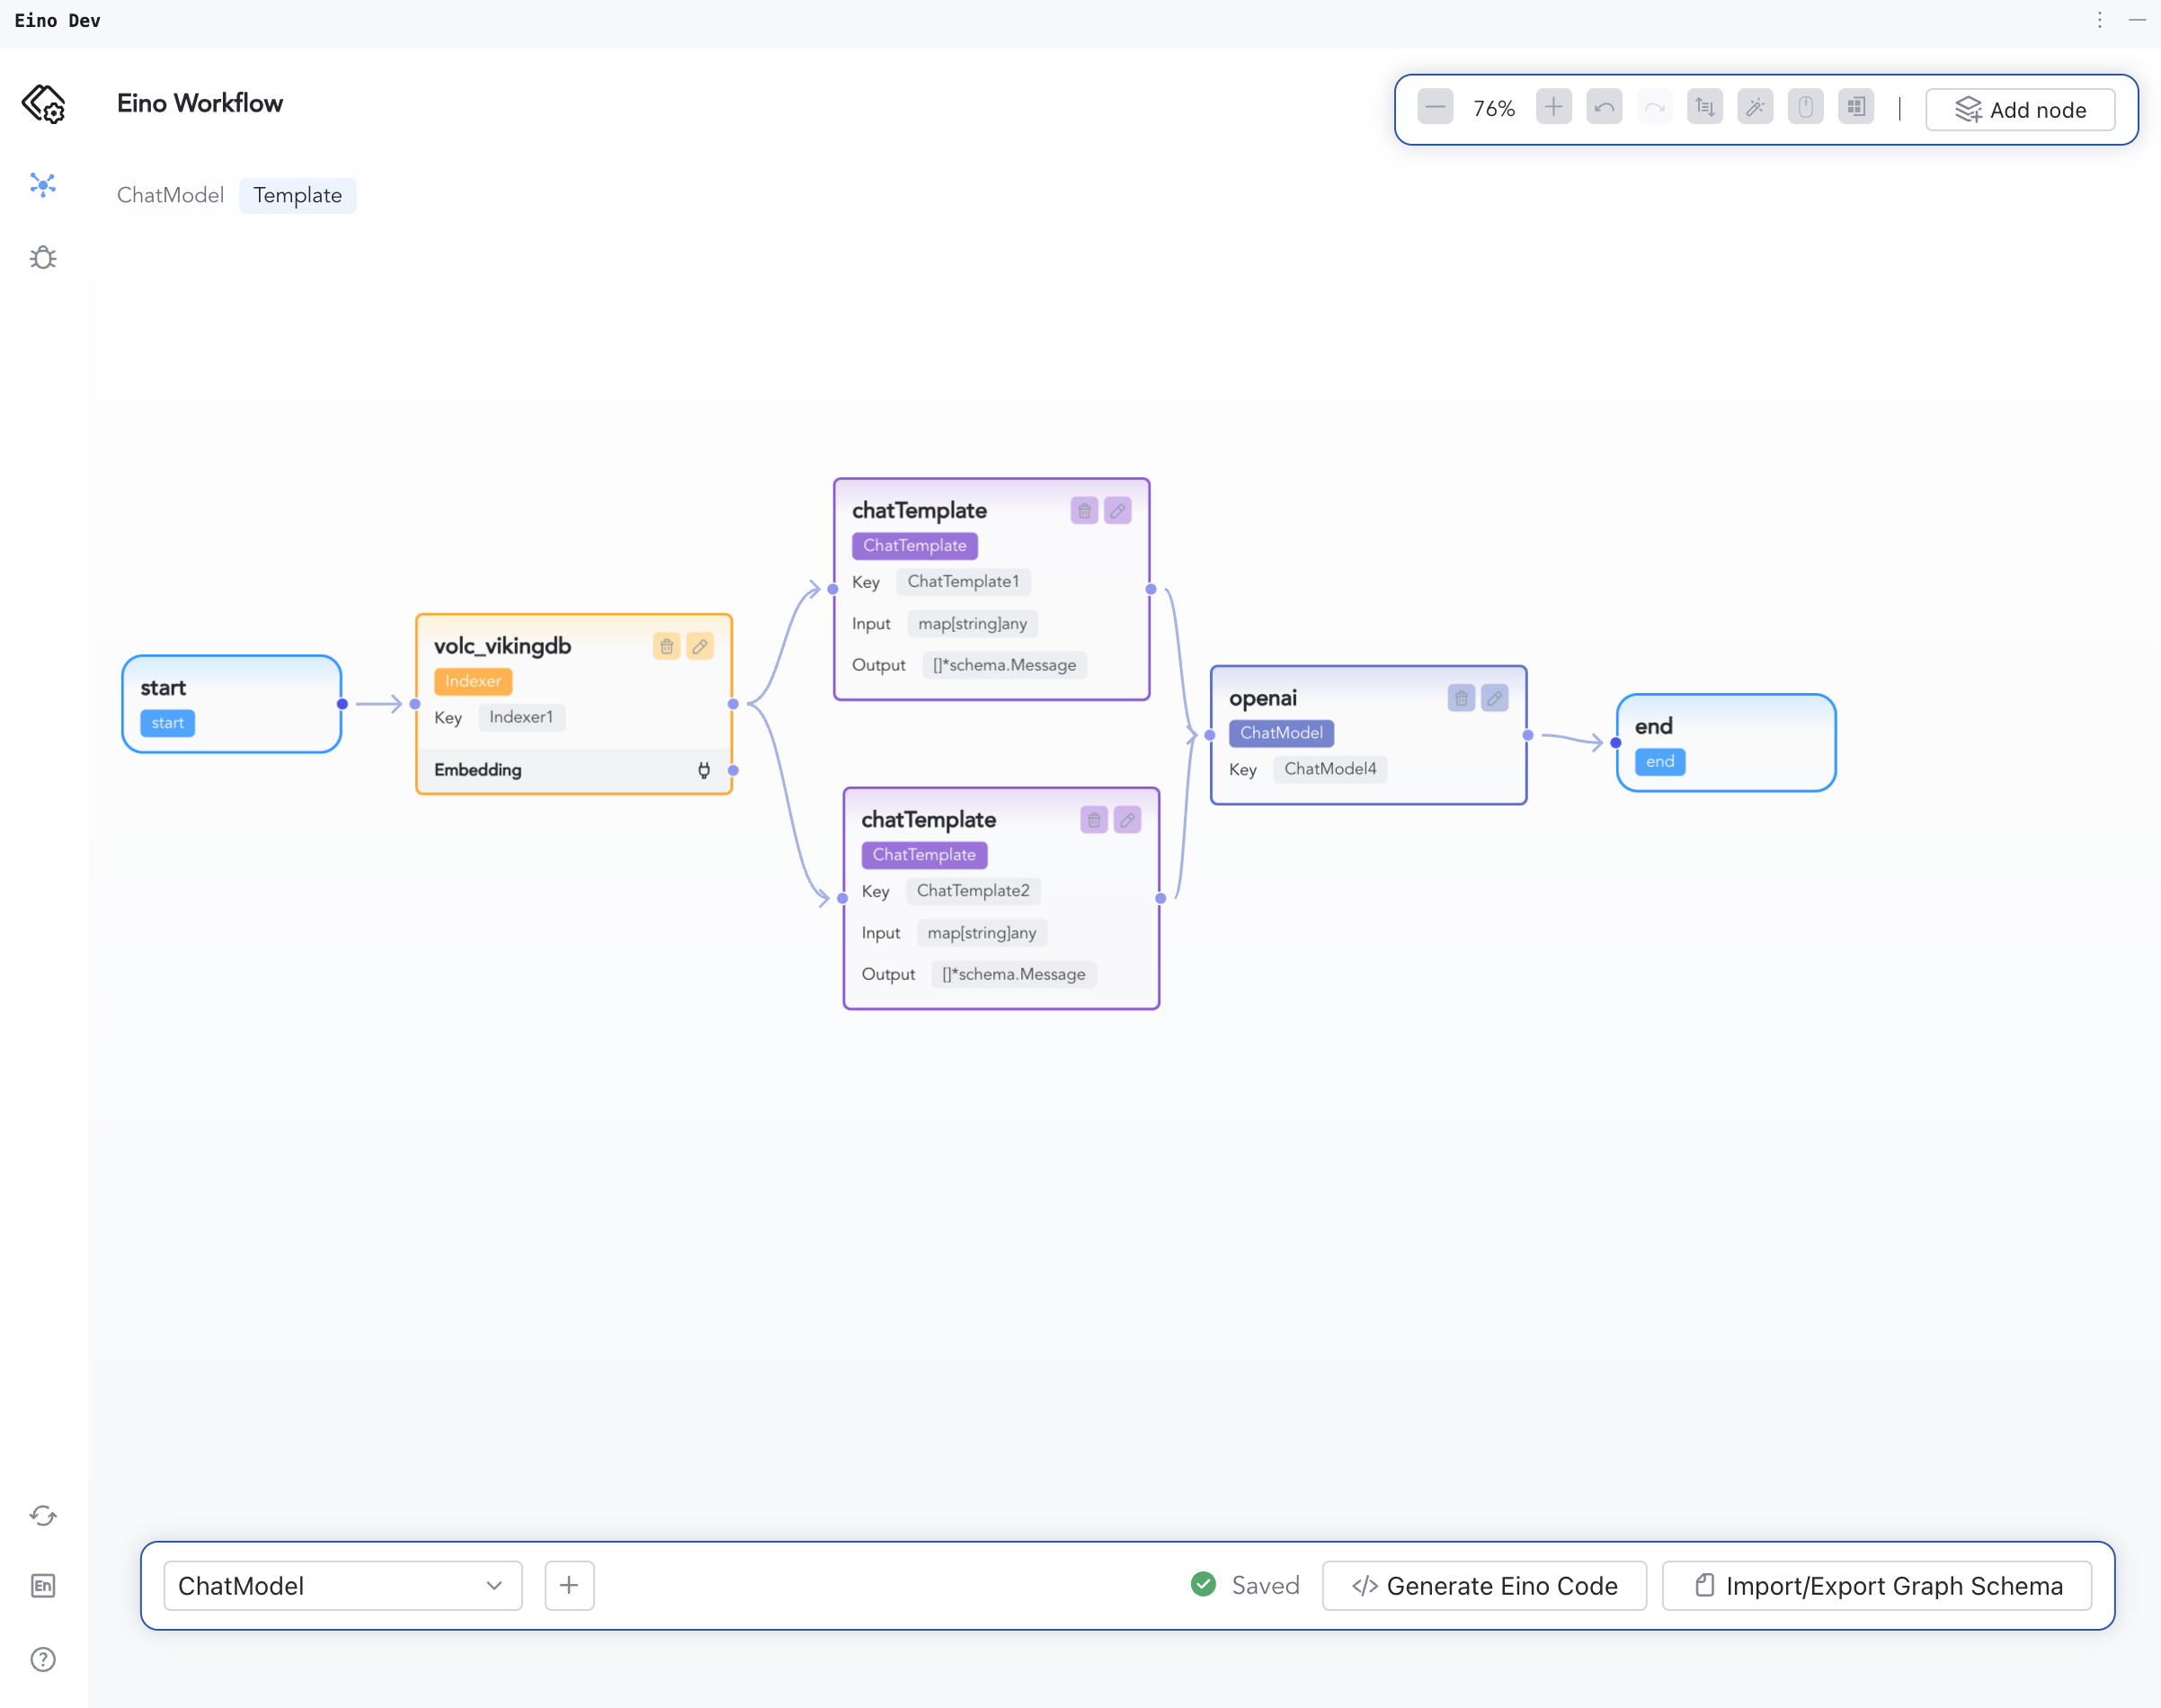 Eino Dev
Eino Workflow
76%
Add node
ChatModel Template
start
start
volc_vikingdb
Indexer
Key Indexer1
Embedding
chatTemplate
ChatTemplate
Key ChatTemplate1
Input map[string]any
Output []*schema.Message
chatTemplate
ChatTemplate
Key ChatTemplate2
Input map[string]any
Output []*schema.Message
openai
ChatModel
Key ChatModel4
end
end
En
ChatModel
Saved
</> Generate Eino Code
Import/Export Graph Schema